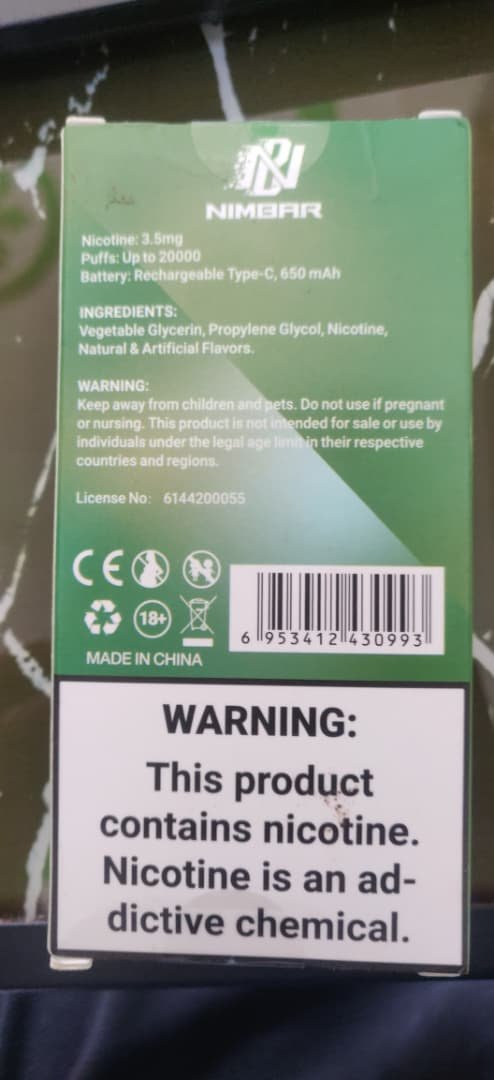 NIMBAR
Nicotine: 3.5mg
Puffs: Up to 20000
Battery: Rechargeable Type-C, 650 mAh
INGREDIENTS:
Vegetable Glycerin, Propylene Glycol, Nicotine,
Natural & Artificial Flavors.
WARNING:
Keep away from children and pets. Do not use if pregnant
or nursing. This product is not intended for sale or use by
individuals under the legal age limit in their respective
countries and regions.
License No: 6144200055
CE
18+
6 953412 430993
MADE IN CHINA
WARNING:
This product
contains nicotine.
Nicotine is an ad-
dictive chemical.